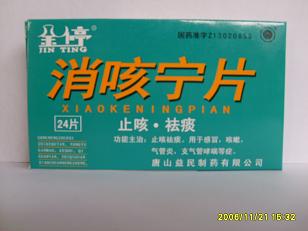 金亭
JIN TING
国药准字Z13020853
消咳宁片
XIAOKENINGPIAN
24片
止咳·祛痰
功能主治：止咳祛痰。用于感冒，咳嗽，
气管炎，支气管哮喘等症。
唐山益民制药有限公司
2006/11/21 15:32